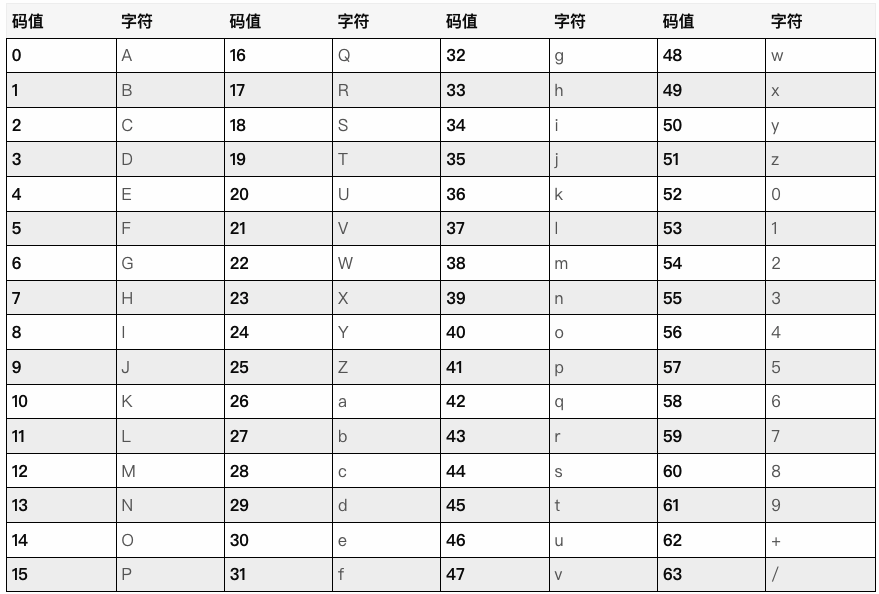 码值 字符 码值 字符 码值 字符 码值 字符
0 A 16 Q 32 g 48 w
1 B 17 R 33 h 49 x
2 C 18 S 34 i 50 y
3 D 19 T 35 j 51 z
4 E 20 U 36 k 52 0
5 F 21 V 37 l 53 1
6 G 22 W 38 m 54 2
7 H 23 X 39 n 55 3
8 I 24 Y 40 o 56 4
9 J 25 Z 41 p 57 5
10 K 26 a 42 q 58 6
11 L 27 b 43 r 59 7
12 M 28 c 44 s 60 8
13 N 29 d 45 t 61 9
14 O 30 e 46 u 62 +
15 P 31 f 47 v 63 /